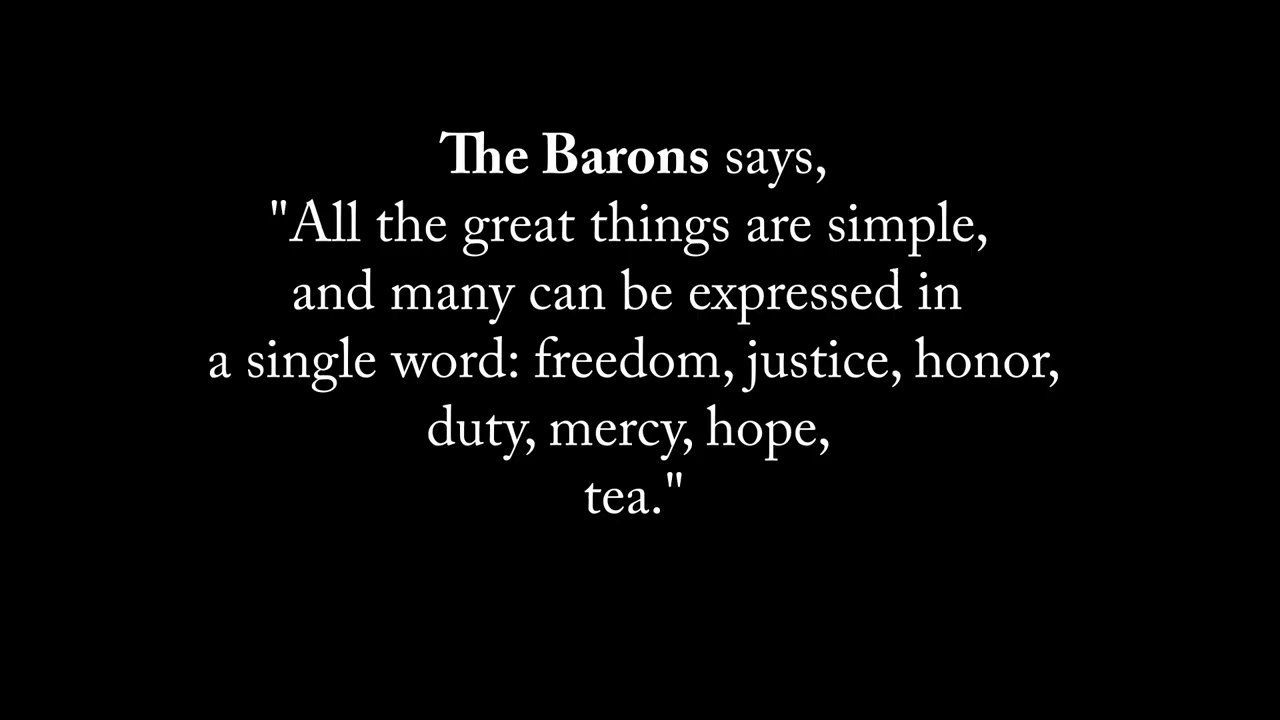 The Barons says,
"All the great things are simple,
and many can be expressed in
a single word: freedom, justice, honor,
duty, mercy, hope,
tea."